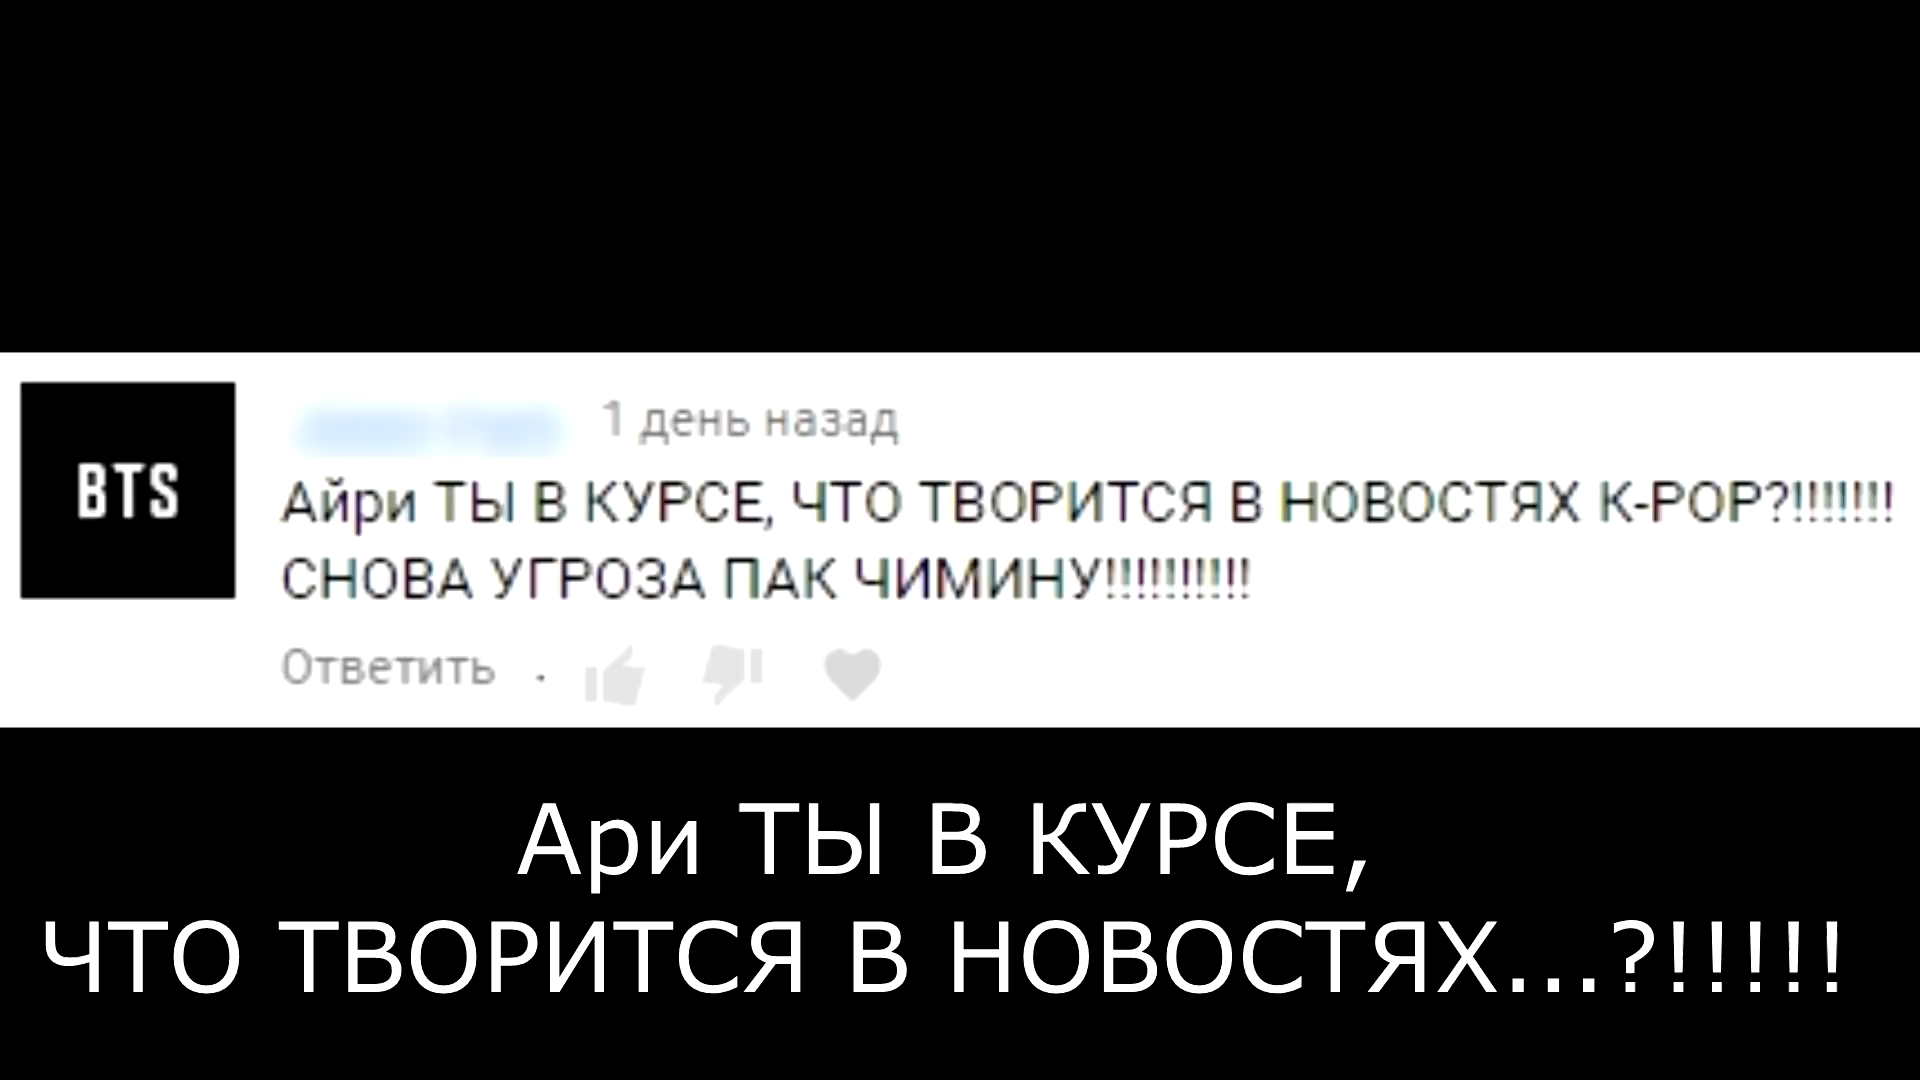 1 день назад
BTS
Айри ТЫ В КУРСЕ, ЧТО ТВОРИТСЯ В НОВОСТЯХ K-POP?!!!!!!!
СНОВА УГРОЗА ПАК ЧИМИНУ!!!!!!!!!!
Ответить
Ари ТЫ В КУРСЕ,
ЧТО ТВОРИТСЯ В НОВОСТЯХ...?!!!!!